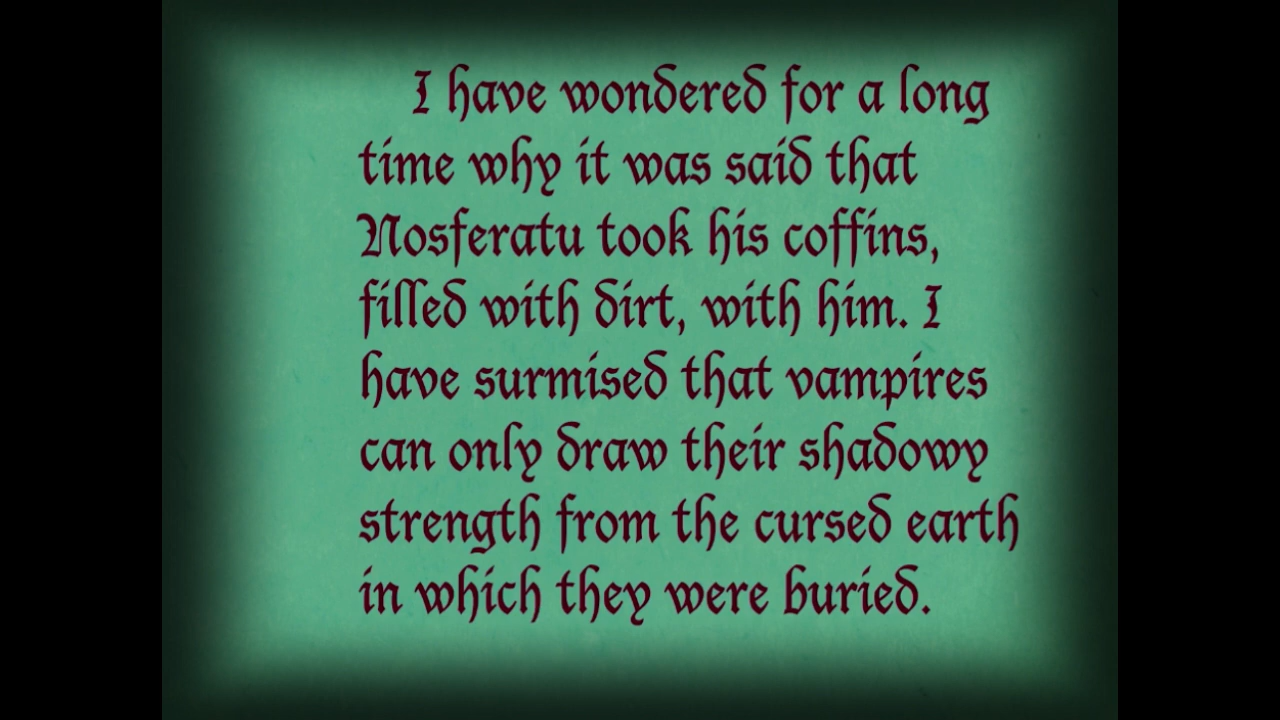 I have wondered for a long
time why it was said that
Nosferatu took his coffins,
filled with dirt, with him. I
have surmised that vampires
can only draw their shadowy
strength from the cursed earth
in which they were buried.